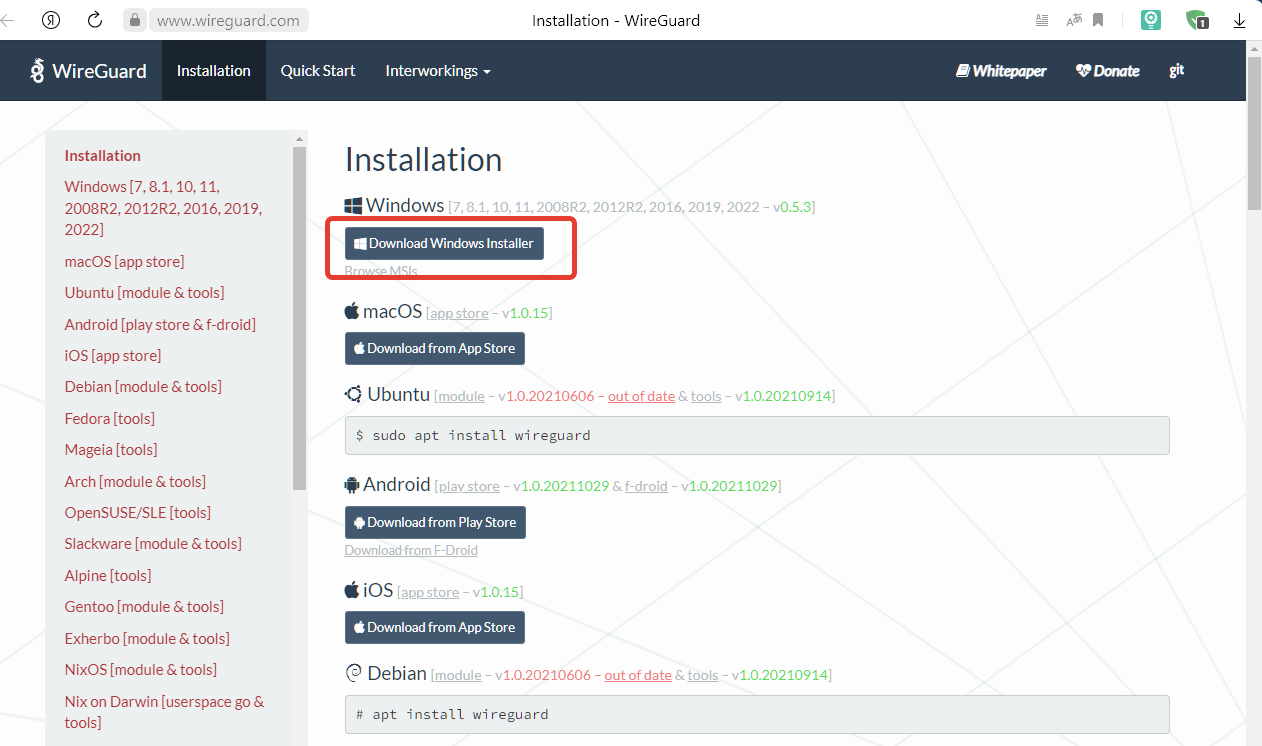 www.wireguard.com
Installation - WireGuard
1
WireGuard
Installation
Quick Start
Interworkings
Whitepaper
Donate
git
Installation
Windows [7, 8.1, 10, 11,
2008R2, 2012R2, 2016, 2019,
2022]
macOS [app store]
Ubuntu [module & tools]
Android [play store & f-droid]
iOS [app store]
Debian [module & tools]
Fedora [tools]
Mageia [tools]
Arch [module & tools]
OpenSUSE/SLE [tools]
Slackware [module & tools]
Alpine [tools]
Gentoo [module & tools]
Exherbo [module & tools]
NixOS [module & tools]
Nix on Darwin [userspace go &
tools]
Installation
Windows [7, 8.1, 10, 11, 2008R2, 2012R2, 2016, 2019, 2022 – v0.5.3]
Download Windows Installer
Browse MSIs
macOS [app store – v1.0.15]
Download from App Store
Ubuntu [module – v1.0.20210606 – out of date & tools – v1.0.20210914]
$ sudo apt install wireguard
Android [play store – v1.0.20211029 & f-droid – v1.0.20211029]
Download from Play Store
Download from F-Droid
iOS [app store – v1.0.15]
Download from App Store
Debian [module – v1.0.20210606 – out of date & tools – v1.0.20210914]
# apt install wireguard